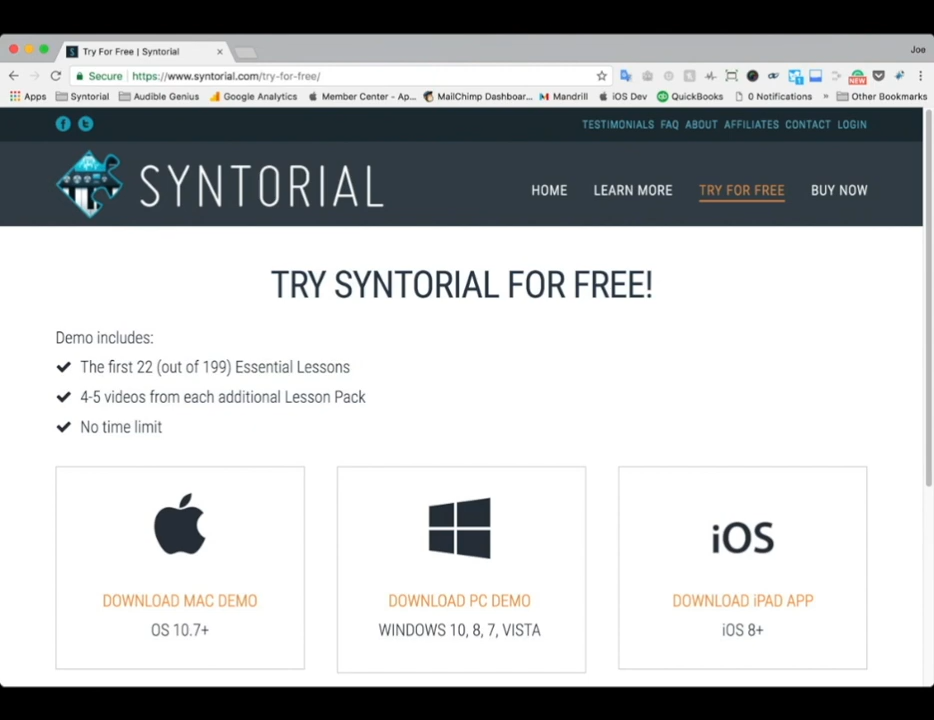 Try For Free | Syntorial
Joe
Secure https://www.syntorial.com/try-for-free/
NEW
Apps Syntorial Audible Genius Google Analytics Member Center - Ap... MailChimp Dashboar... Mandrill iOS Dev QuickBooks 0 Notifications » Other Bookmarks
TESTIMONIALS FAQ ABOUT AFFILIATES CONTACT LOGIN
SYNTORIAL
HOME LEARN MORE TRY FOR FREE BUY NOW
TRY SYNTORIAL FOR FREE!
Demo includes:
The first 22 (out of 199) Essential Lessons
4-5 videos from each additional Lesson Pack
No time limit
iOS
DOWNLOAD MAC DEMO DOWNLOAD PC DEMO DOWNLOAD iPAD APP
OS 10.7+ WINDOWS 10, 8, 7, VISTA iOS 8+